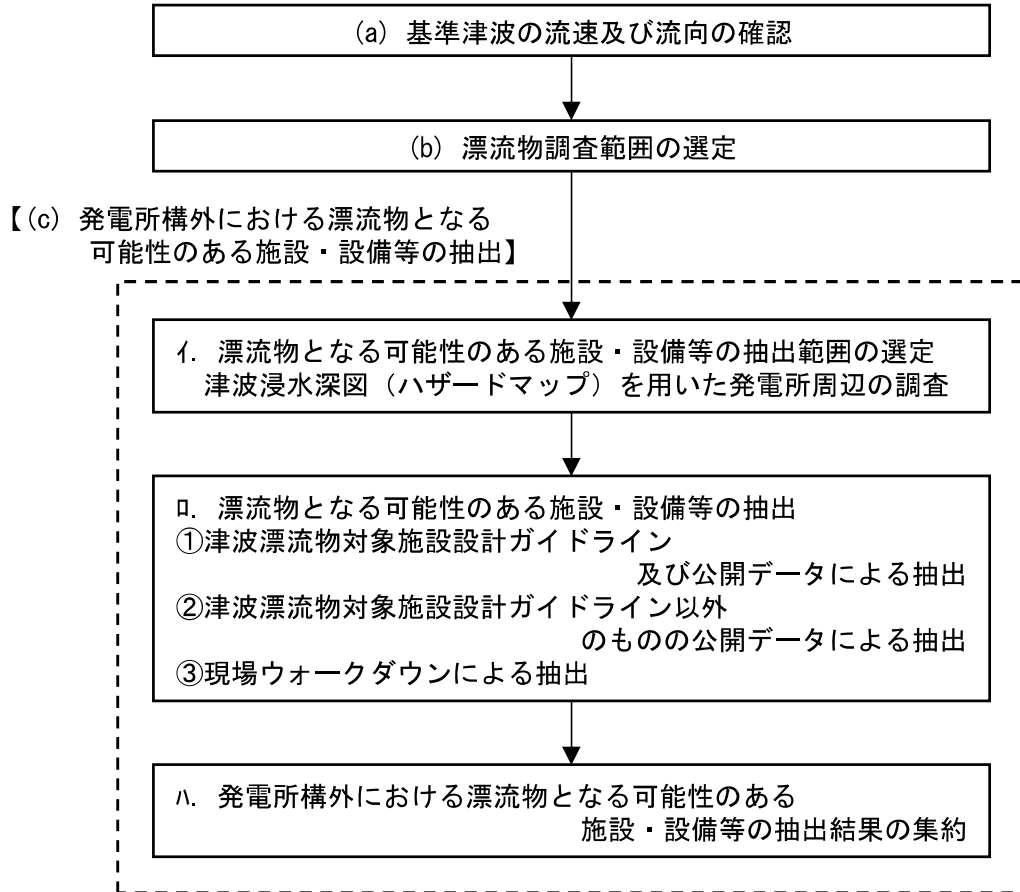 (a) 基準津波の流速及び流向の確認
(b) 漂流物調査範囲の選定
【(c) 発電所構外における漂流物となる
可能性のある施設・設備等の抽出】
ｲ. 漂流物となる可能性のある施設・設備等の抽出範囲の選定
津波浸水深図（ハザードマップ）を用いた発電所周辺の調査
ﾛ. 漂流物となる可能性のある施設・設備等の抽出
①津波漂流物対象施設設計ガイドライン
及び公開データによる抽出
②津波漂流物対象施設設計ガイドライン以外
のものの公開データによる抽出
③現場ウォークダウンによる抽出
ﾊ. 発電所構外における漂流物となる可能性のある
施設・設備等の抽出結果の集約